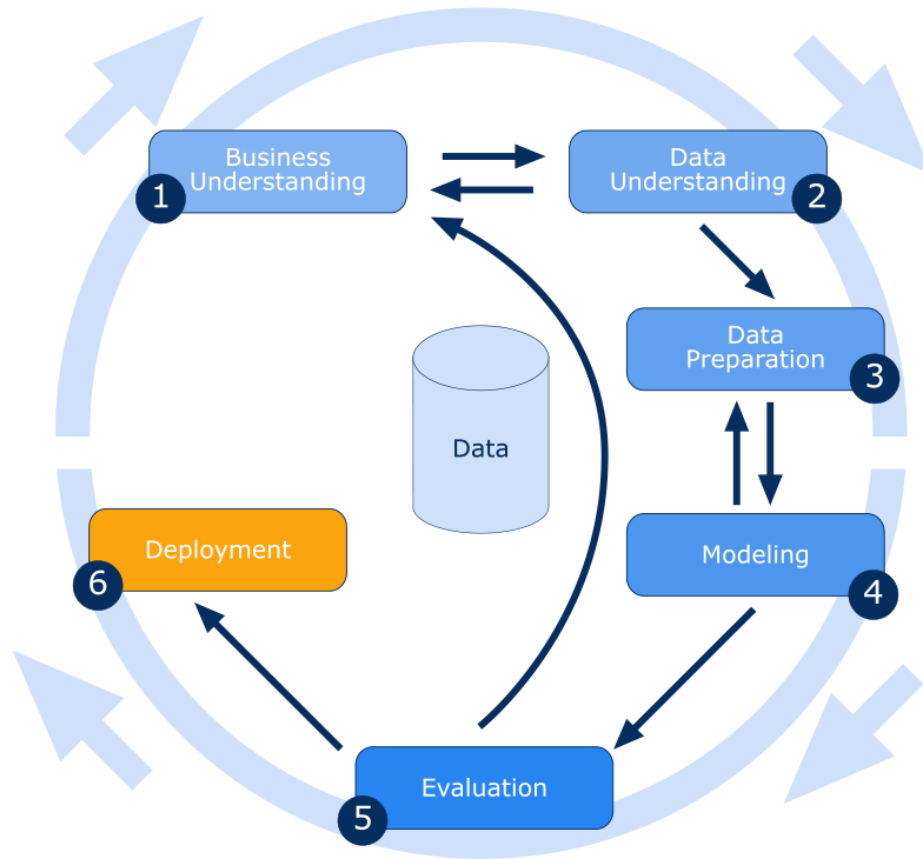 Business
Understanding
1
Data
Understanding
2
Data
Preparation
3
Data
Deployment
6
Modeling
4
Evaluation
5